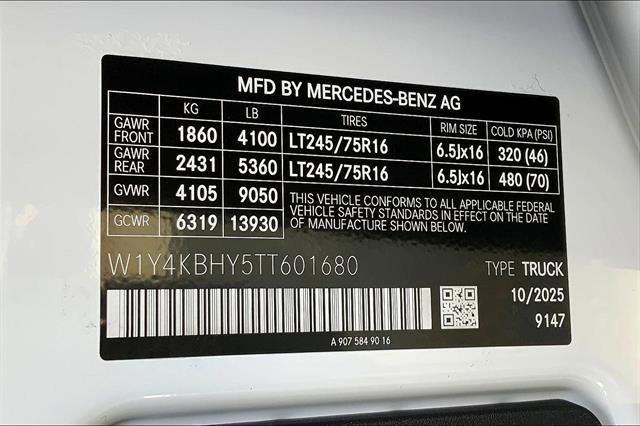 MFD BY MERCEDES-BENZ AG
KG LB TIRES RIM SIZE COLD KPA (PSI)
GAWR FRONT 1860 4100 LT245/75R16 6.5Jx16 320 (46)
GAWR REAR 2431 5360 LT245/75R16 6.5Jx16 480 (70)
GVWR 4105 9050
GCWR 6319 13930
THIS VEHICLE CONFORMS TO ALL APPLICABLE FEDERAL
VEHICLE SAFETY STANDARDS IN EFFECT ON THE DATE
OF MANUFACTURE SHOWN BELOW.
W1Y4KBHY5TT601680 TYPE TRUCK
10/2025
9147
A 907 584 90 16